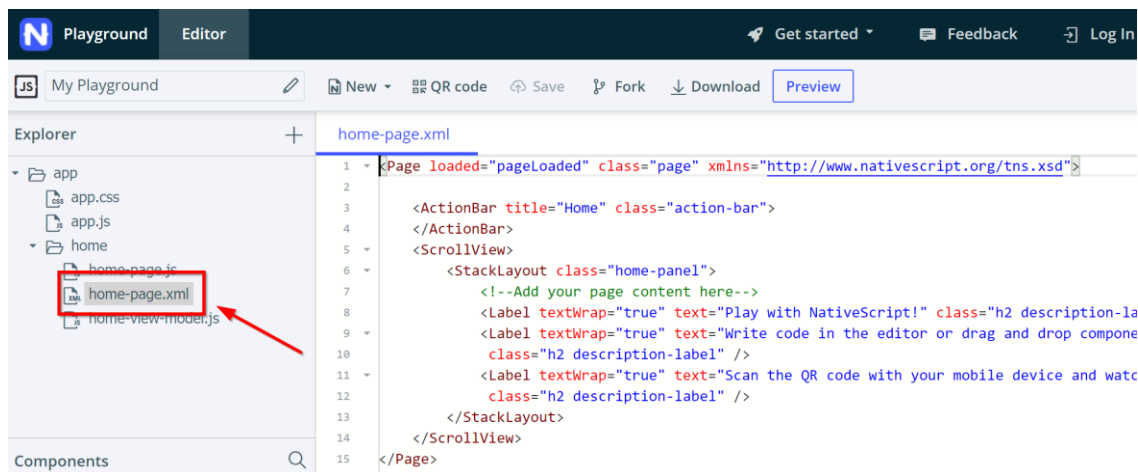 Playground Editor Get started Feedback Log In
JS My Playground New QR code Save Fork Download Preview
Explorer
home-page.xml
app
app.css
app.js
home
home-page.js
home-page.xml
home-view-model.js
Components
1 <Page loaded="pageLoaded" class="page" xmlns="http://www.nativescript.org/tns.xsd">
2
3 <ActionBar title="Home" class="action-bar">
4 </ActionBar>
5 <ScrollView>
6 <StackLayout class="home-panel">
7 <!--Add your page content here-->
8 <Label textWrap="true" text="Play with NativeScript!" class="h2 description-la
9 <Label textWrap="true" text="Write code in the editor or drag and drop compone
10 class="h2 description-label" />
11 <Label textWrap="true" text="Scan the QR code with your mobile device and watc
12 class="h2 description-label" />
13 </StackLayout>
14 </ScrollView>
15 </Page>